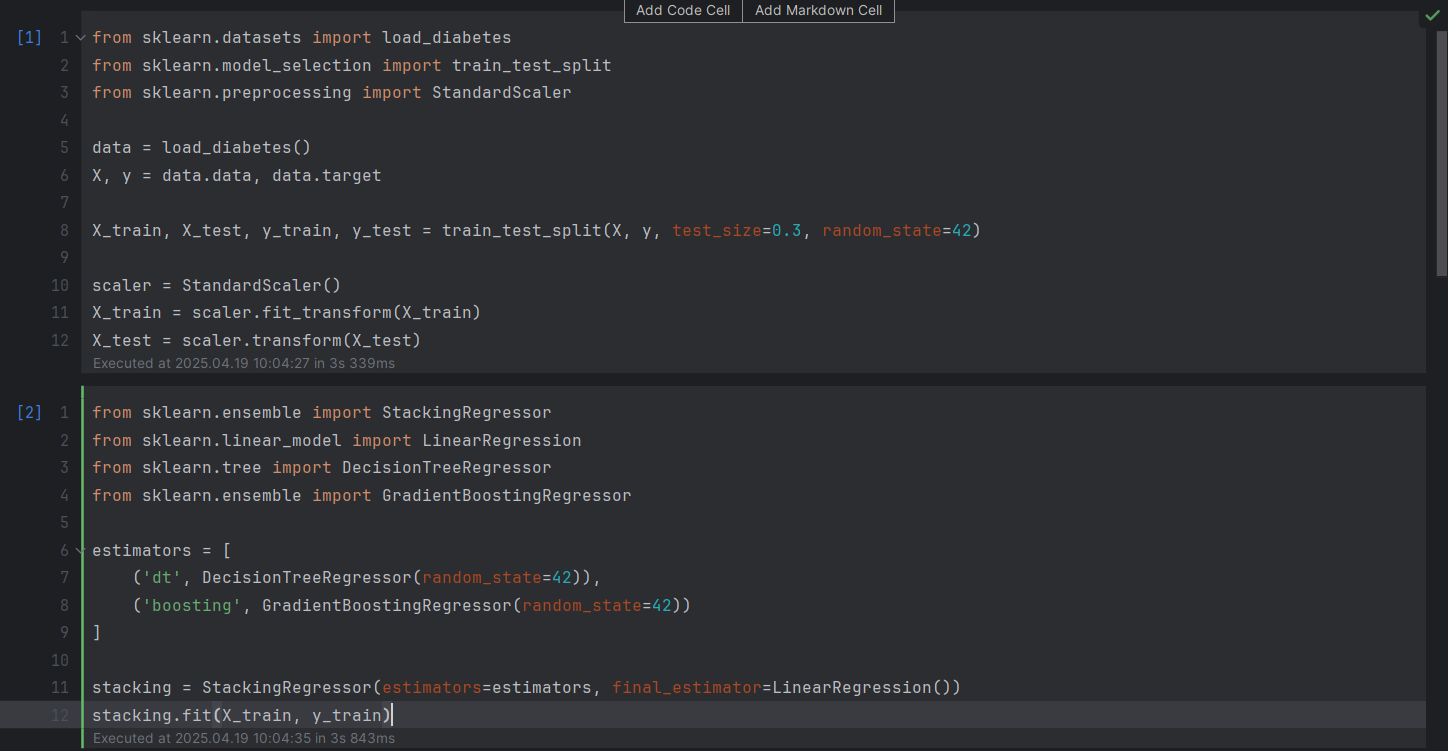 Add Code Cell Add Markdown Cell
[1] 1 from sklearn.datasets import load_diabetes
2 from sklearn.model_selection import train_test_split
3 from sklearn.preprocessing import StandardScaler
4
5 data = load_diabetes()
6 X, y = data.data, data.target
7
8 X_train, X_test, y_train, y_test = train_test_split(X, y, test_size=0.3, random_state=42)
9
10 scaler = StandardScaler()
11 X_train = scaler.fit_transform(X_train)
12 X_test = scaler.transform(X_test)
Executed at 2025.04.19 10:04:27 in 3s 339ms
[2] 1 from sklearn.ensemble import StackingRegressor
2 from sklearn.linear_model import LinearRegression
3 from sklearn.tree import DecisionTreeRegressor
4 from sklearn.ensemble import GradientBoostingRegressor
5
6 estimators = [
7     ('dt', DecisionTreeRegressor(random_state=42)),
8     ('boosting', GradientBoostingRegressor(random_state=42))
9 ]
10
11 stacking = StackingRegressor(estimators=estimators, final_estimator=LinearRegression())
12 stacking.fit(X_train, y_train)
Executed at 2025.04.19 10:04:35 in 3s 843ms